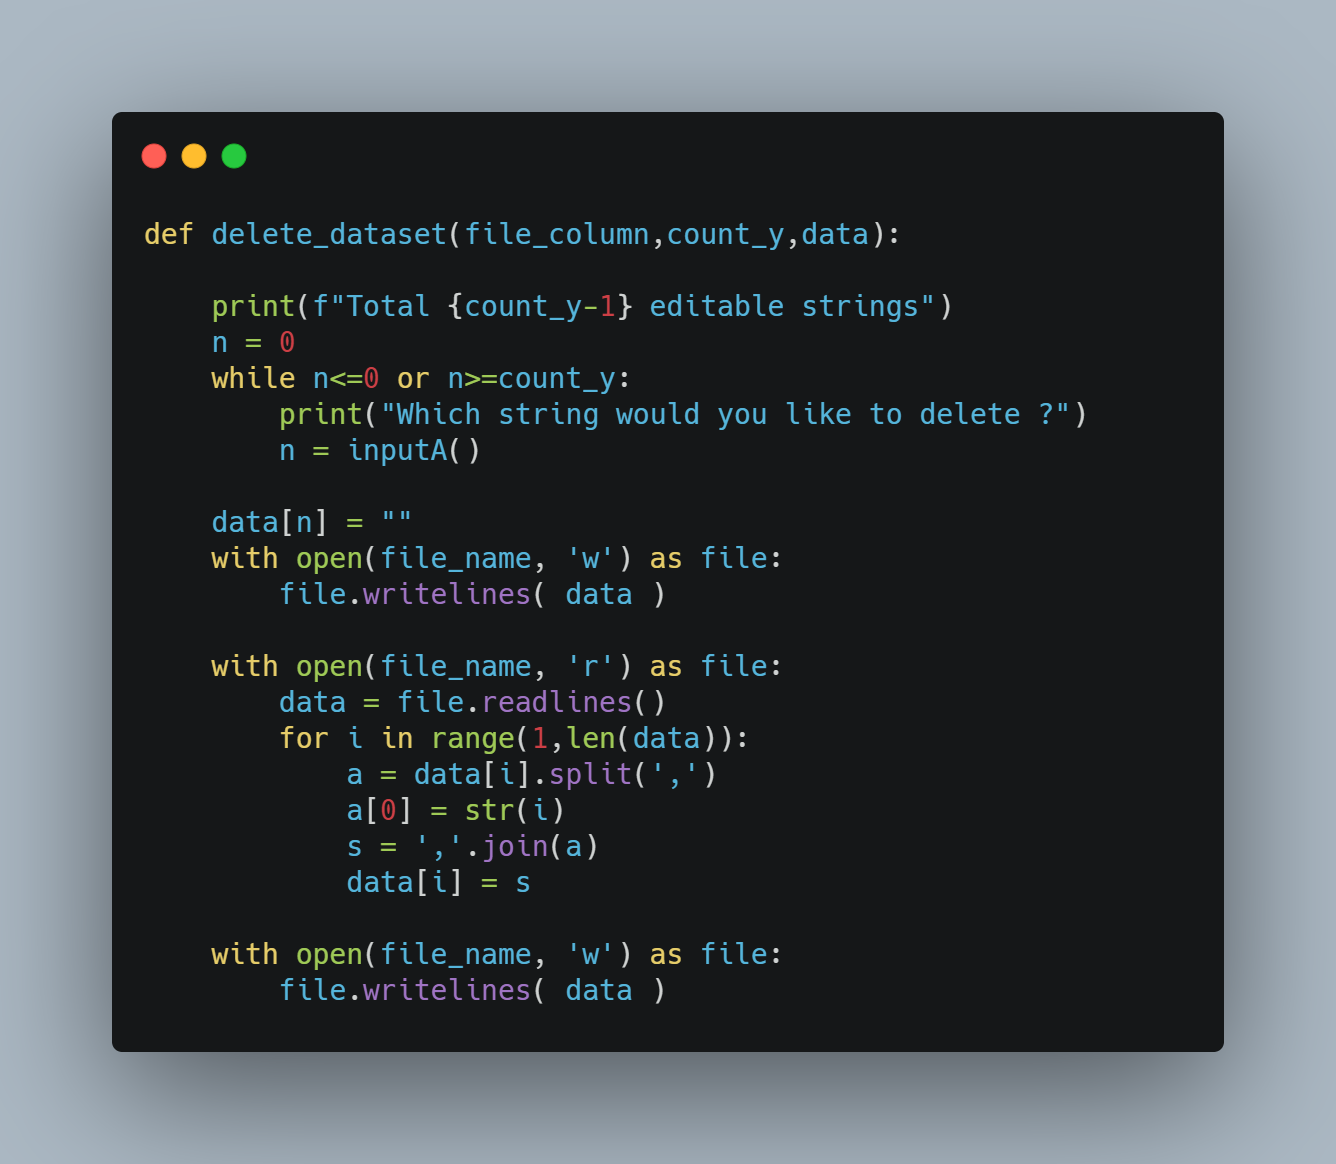 def delete_dataset(file_column,count_y,data):

    print(f"Total {count_y-1} editable strings")
    n = 0
    while n<=0 or n>=count_y:
        print("Which string would you like to delete ?")
        n = inputA()

    data[n] = ""
    with open(file_name, 'w') as file:
        file.writelines( data )

    with open(file_name, 'r') as file:
        data = file.readlines()
        for i in range(1,len(data)):
            a = data[i].split(',')
            a[0] = str(i)
            s = ','.join(a)
            data[i] = s

    with open(file_name, 'w') as file:
        file.writelines( data )